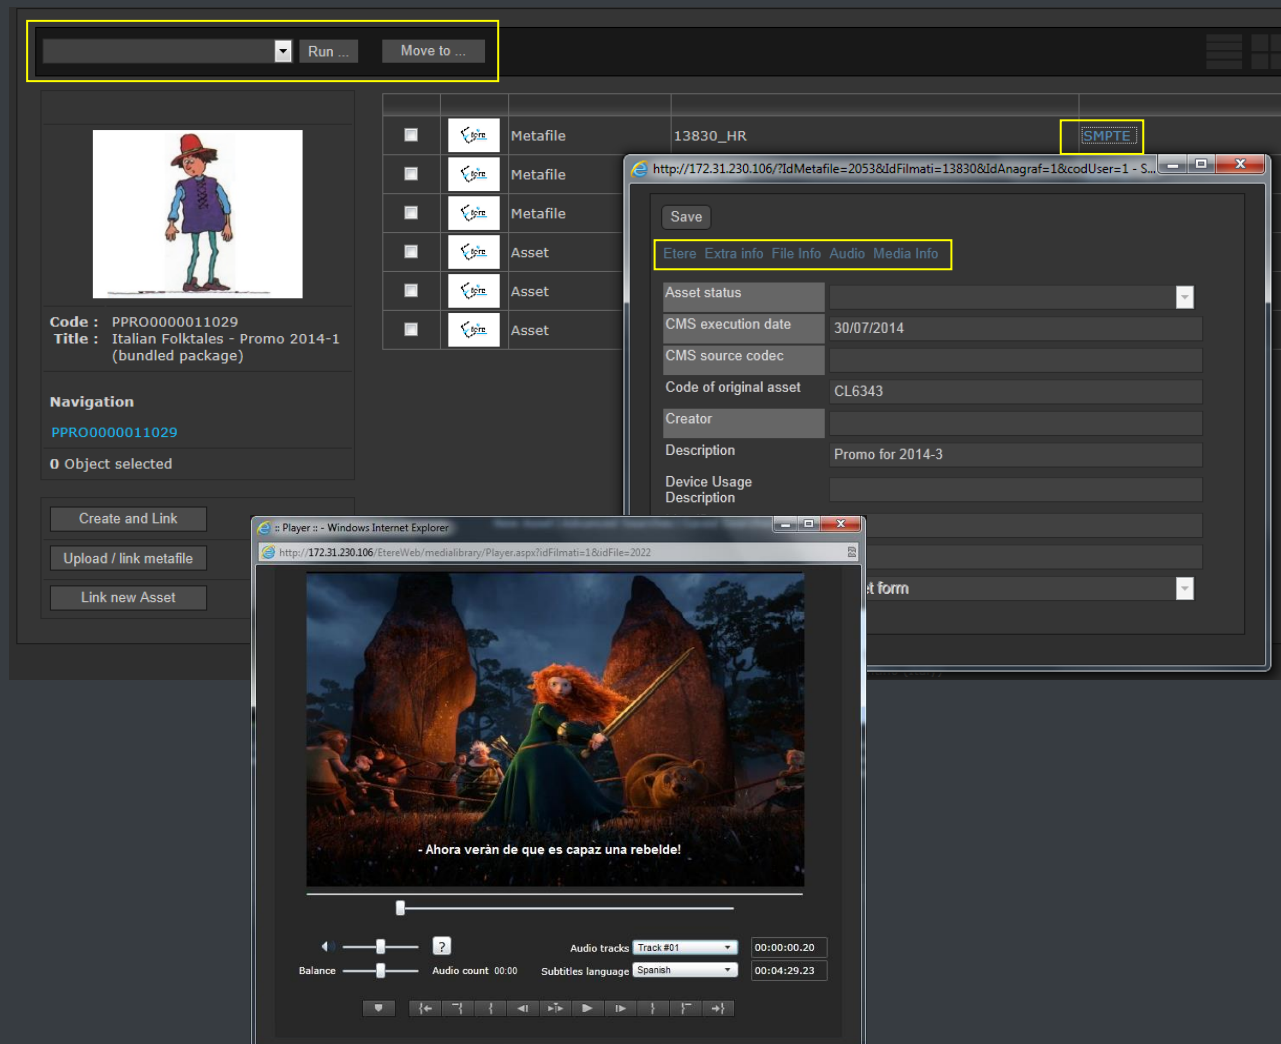 Run ...
Move to ...
Metafile
13830_HR
SMPTE
Metafile
Metafile
Asset
Asset
Asset
Code : PPRO0000011029
Title : Italian Folktales - Promo 2014-1
(bundled package)
Navigation
PPRO0000011029
0 Object selected
Create and Link
Upload / link metafile
Link new Asset
http://172.31.230.106/?IdMetafile=2053&IdFilmati=13830&IdAnagraf=1&codUser=1 - S...
Save
Etere Extra info File Info Audio Media Info
Asset status
CMS execution date 30/07/2014
CMS source codec
Code of original asset CL6343
Creator
Description Promo for 2014-3
Device Usage
Description
t form
:: Player :: - Windows Internet Explorer
http://172.31.230.106/EtereWeb/medialibrary/Player.aspx?idFilmati=1&idFile=2022
- Ahora verán de que es capaz una rebelde!
? Audio tracks Track #01 00:00:00.20
Balance Audio count 00:00 Subtitles language Spanish 00:04:29.23